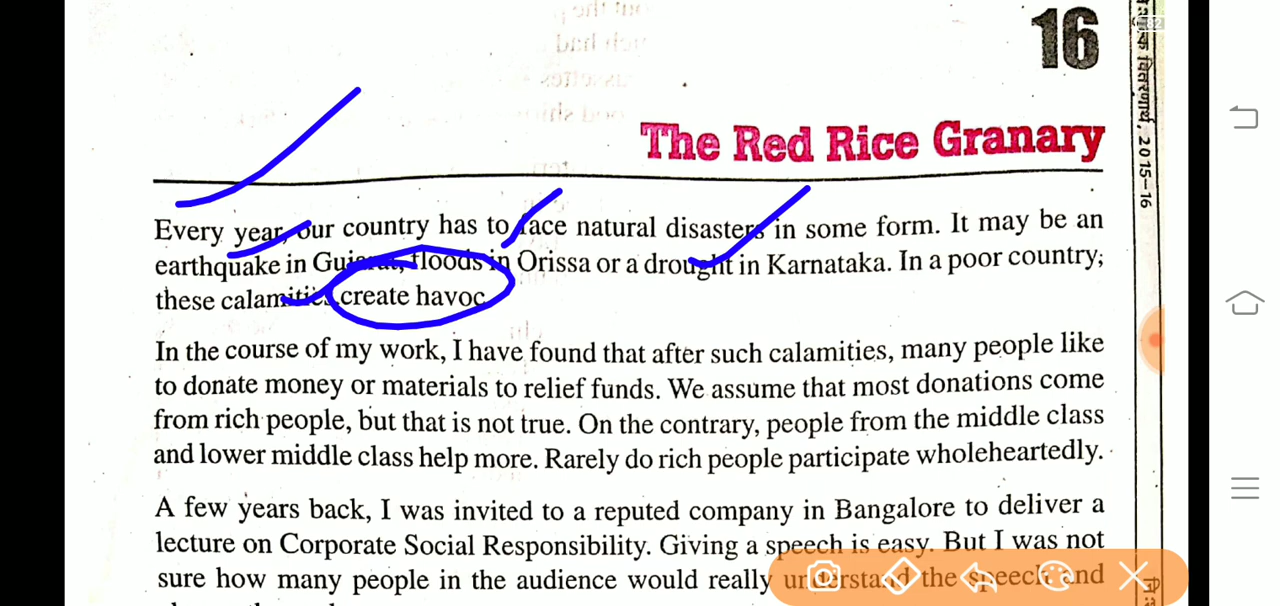 16
The Red Rice Granary
Every year, our country has to face natural disasters in some form. It may be an
earthquake in Gujarat, floods in Orissa or a drought in Karnataka. In a poor country,
these calamities create havoc
In the course of my work, I have found that after such calamities, many people like
to donate money or materials to relief funds. We assume that most donations come
from rich people, but that is not true. On the contrary, people from the middle class
and lower middle class help more. Rarely do rich people participate wholeheartedly.
A few years back, I was invited to a reputed company in Bangalore to deliver a
lecture on Corporate Social Responsibility. Giving a speech is easy. But I was not
sure how many people in the audience would really understand the speech and
वितरणार्थ, 2015-16
82